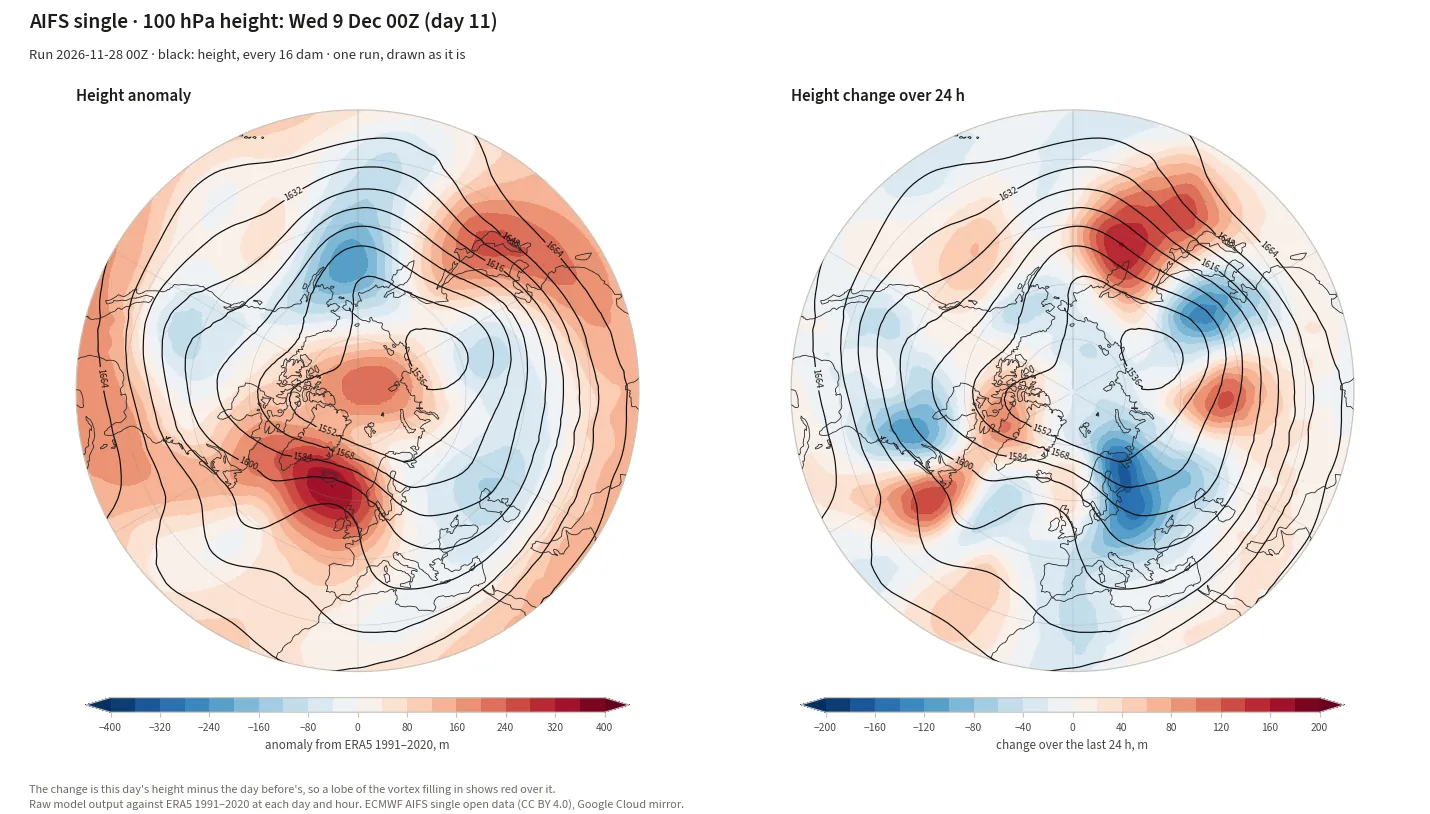 AIFS single · 100 hPa height: Wed 9 Dec 00Z (day 11)
Run 2026-11-28 00Z · black: height, every 16 dam · one run, drawn as it is
Height anomaly
Height change over 24 h
1632
1648
1664
1616
1664
1536
1552
1584
1568
1600
1632
1648
1664
1616
1664
1536
1552
1584
1568
1600
−400 −320 −240 −160 −80 0 80 160 240 320 400
anomaly from ERA5 1991–2020, m
−200 −160 −120 −80 −40 0 40 80 120 160 200
change over the last 24 h, m
The change is this day's height minus the day before's, so a lobe of the vortex filling in shows red over it.
Raw model output against ERA5 1991–2020 at each day and hour. ECMWF AIFS single open data (CC BY 4.0), Google Cloud mirror.